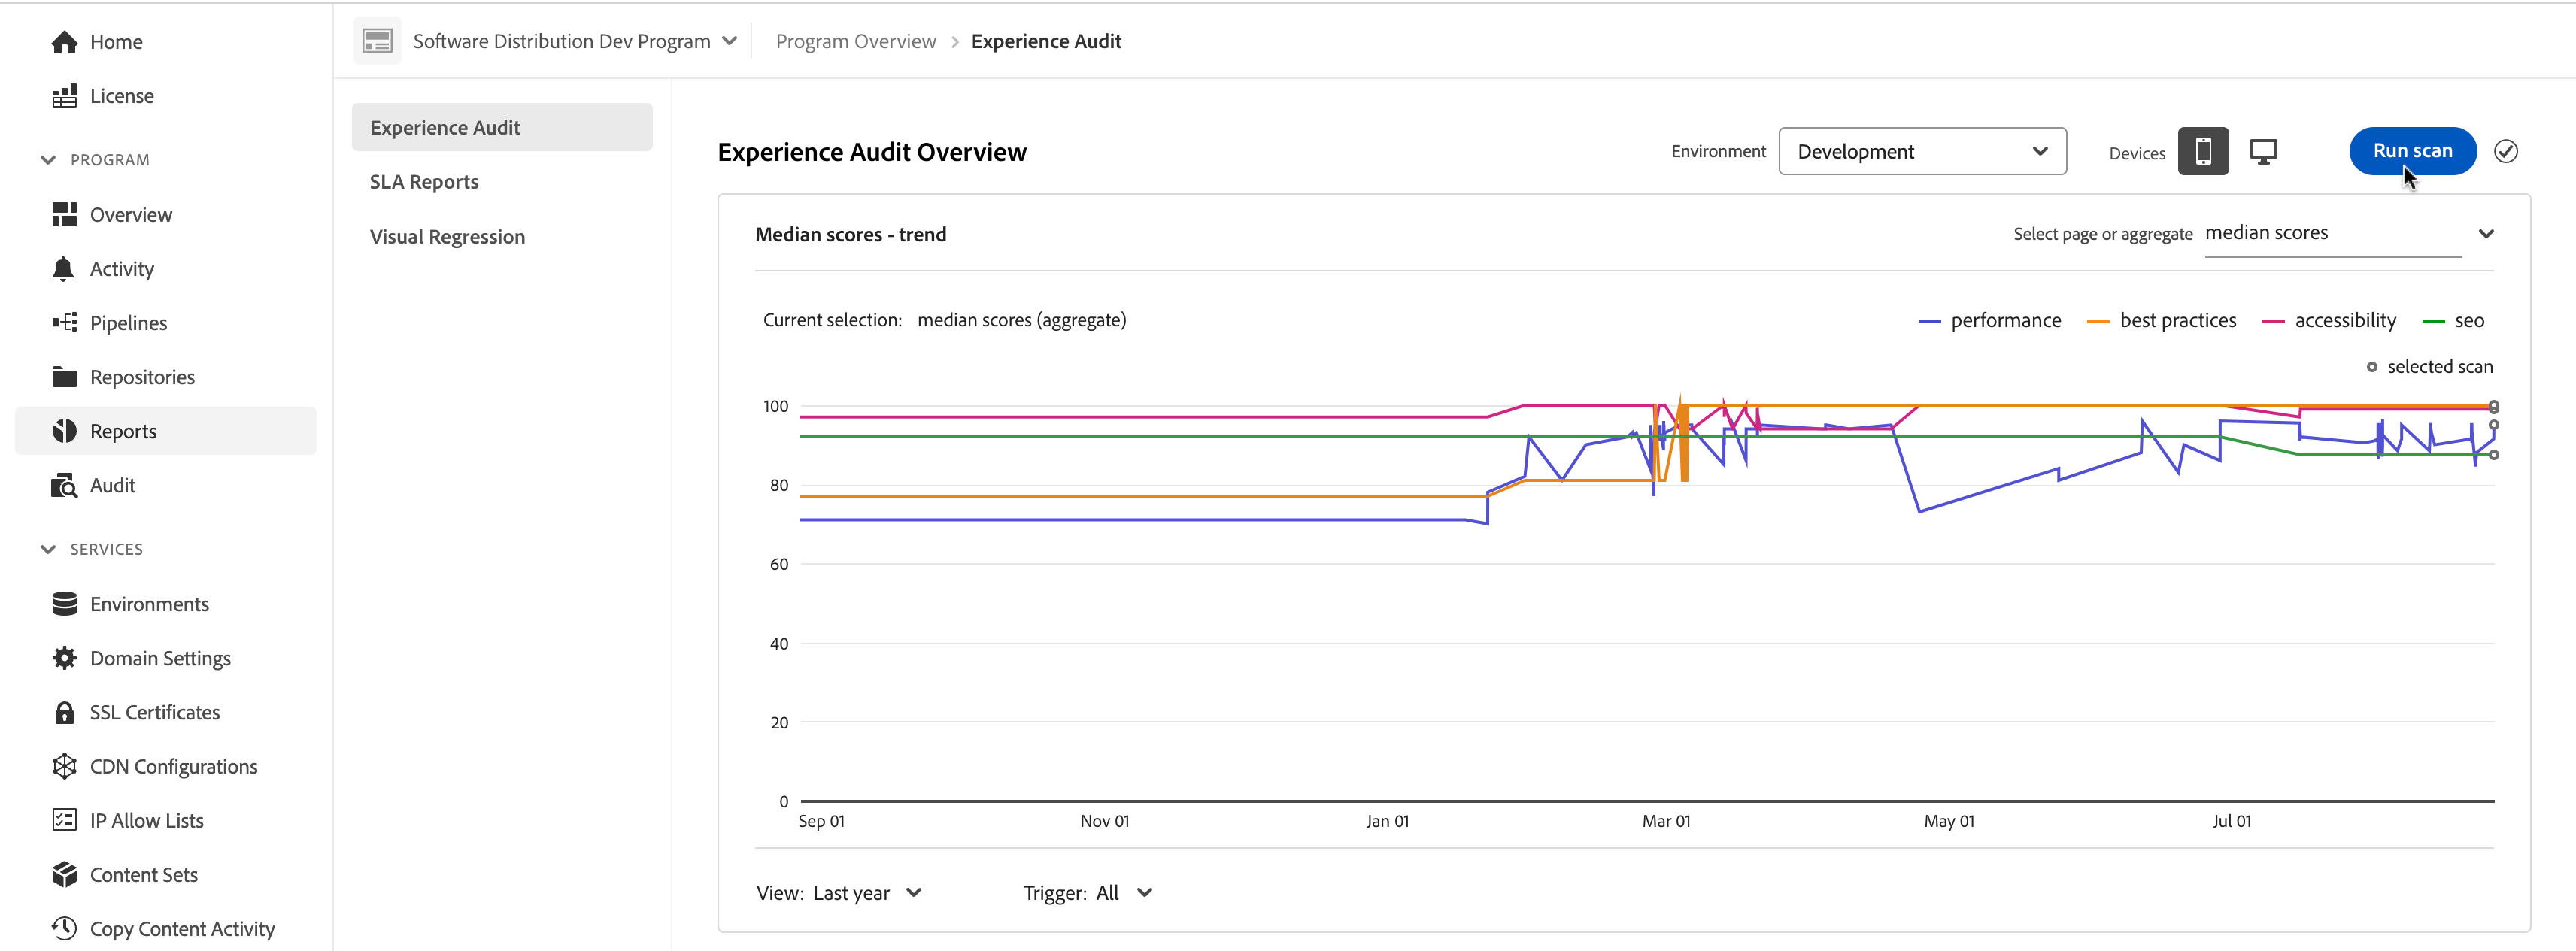 Home
License
PROGRAM
Overview
Activity
Pipelines
Repositories
Reports
Audit
SERVICES
Environments
Domain Settings
SSL Certificates
CDN Configurations
IP Allow Lists
Content Sets
Copy Content Activity
Software Distribution Dev Program
Program Overview > Experience Audit
Experience Audit
SLA Reports
Visual Regression
Experience Audit Overview
Environment Development
Devices
Run scan
Median scores - trend
Select page or aggregate median scores
Current selection: median scores (aggregate)
performance best practices accessibility seo
selected scan
100
80
60
40
20
0
Sep 01 Nov 01 Jan 01 Mar 01 May 01 Jul 01
View: Last year Trigger: All